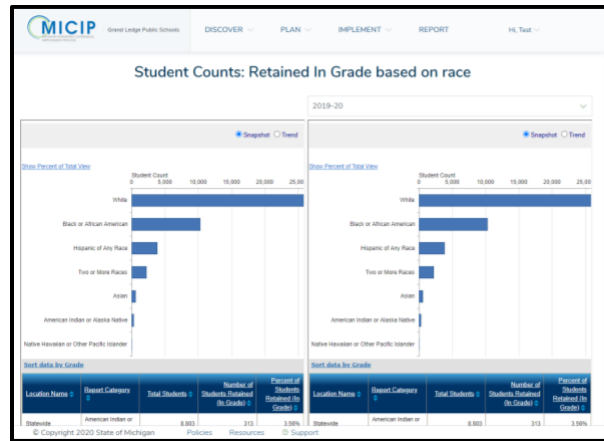 MICIP
Grand Ledge Public Schools
DISCOVER
PLAN
IMPLEMENT
REPORT
Hi, Test
Student Counts: Retained In Grade based on race
2019-20
Snapshot Trend
Show Percent of Total View
Student Count
0 5,000 10,000 15,000 20,000 25,00
White
Black or African American
Hispanic of Any Race
Two or More Races
Asian
American Indian or Alaska Native
Native Hawaiian or Other Pacific Islander
Sort data by Grade
Location Name Report Category Total Students Number of Students Retained (In Grade) Percent of Students Retained (In Grade)
Statewide American Indian or 8,803 313 3.56%
Snapshot Trend
Show Percent of Total View
Student Count
0 5,000 10,000 15,000 20,000 25,00
White
Black or African American
Hispanic of Any Race
Two or More Races
Asian
American Indian or Alaska Native
Native Hawaiian or Other Pacific Islander
Sort data by Grade
Location Name Report Category Total Students Number of Students Retained (In Grade) Percent of Students Retained (In Grade)
Statewide American Indian or 8,803 313 3.56%
© Copyright 2020 State of Michigan Policies Resources Support